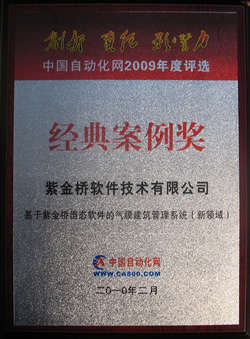 创新 贡献 影响力
中国自动化网2009年度评选
经典案例奖
紫金桥软件技术有限公司
基于紫金桥组态软件的气膜建筑管理系统（新领域）
中国自动化网
WWW.CA800.COM
二〇一〇年二月